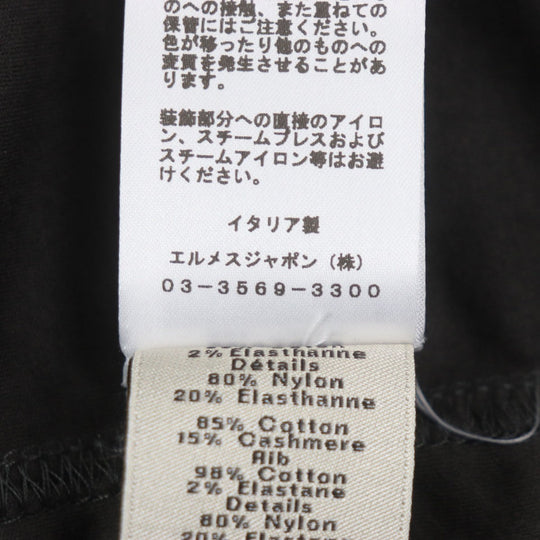 のへの接触、また重ねての
保管にはご注意ください。
色が移ったり他のものへの
変質を発生させることがあ
ります。
装飾部分への直接のアイロ
ン、スチームプレスおよび
スチームアイロン等はお避
けください。
イタリア製
エルメスジャポン（株）
03-3569-3300
2% Elasthanne
Détails
80% Nylon
20% Elasthanne
85% Cotton
15% Cashmere
Rib
98% Cotton
2% Elastane
Details
80% Nylon
20% Elastane